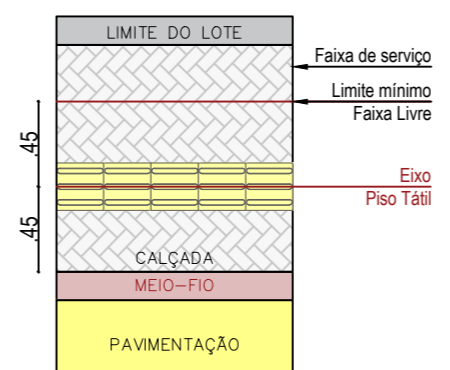 LIMITE DO LOTE
Faixa de serviço
Limite mínimo
Faixa Livre
.45
Eixo
Piso Tátil
.45
CALÇADA
MEIO-FIO
PAVIMENTAÇÃO